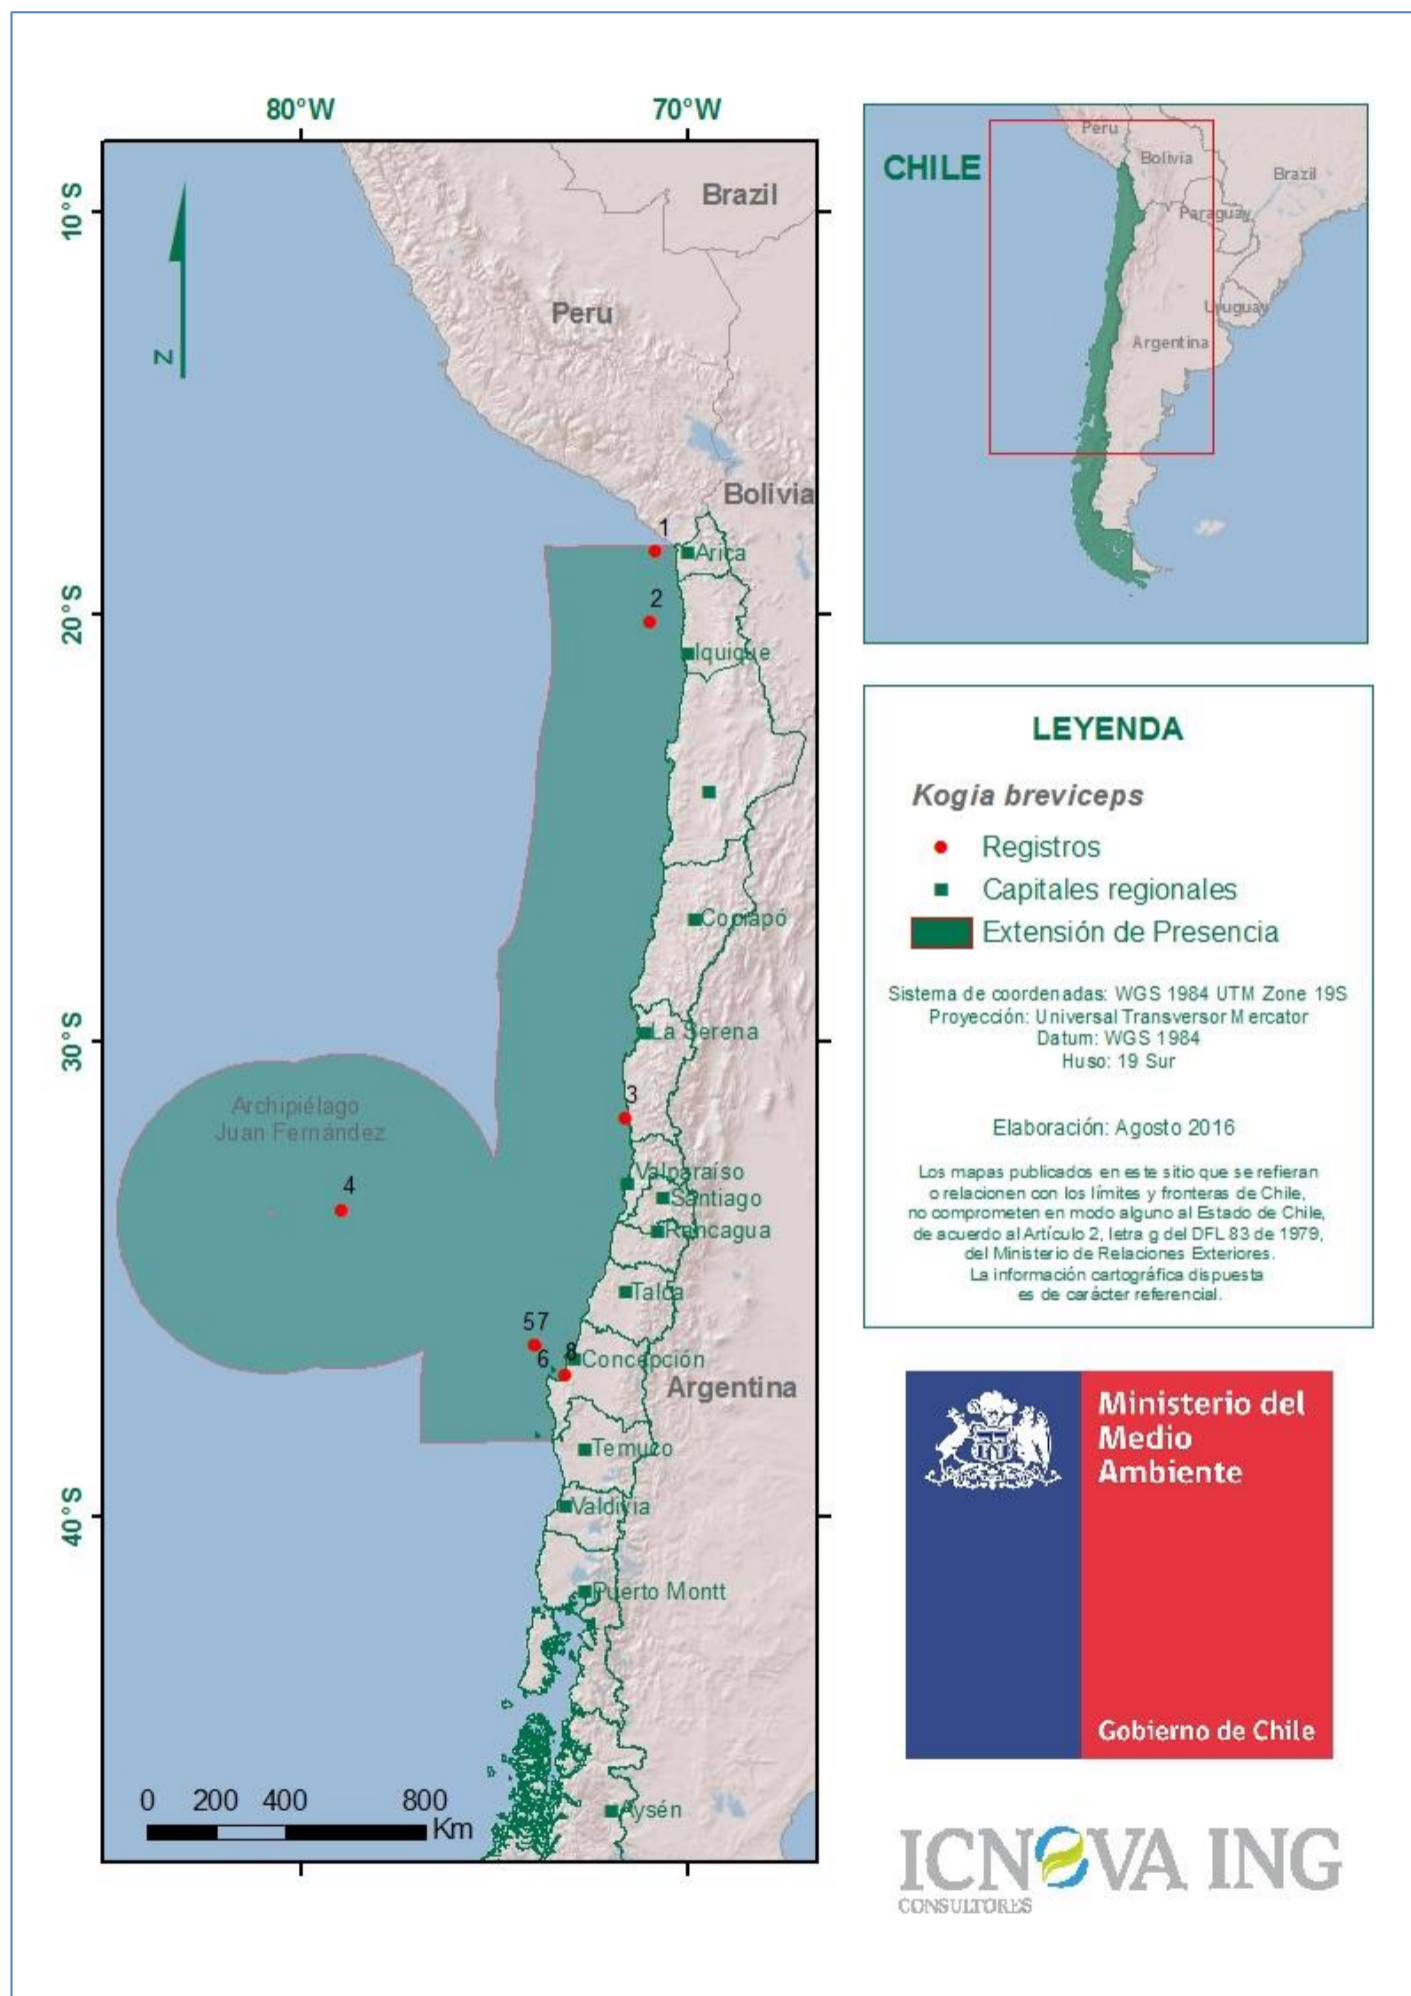 80°W
70°W
10°S
20°S
30°S
40°S
Z
Brazil
Peru
Bolivia
1
Arica
2
Iquique
Copiapó
La Serena
3
Archipiélago
Juan Fernández
Valparaíso
Santiago
4
Rancagua
Talca
57
6
8
Concepción
Argentina
Temuco
Valdivia
Puerto Montt
Aysén
0 200 400 800
Km
CHILE
Peru
Bolivia
Brazil
Paraguay
Uruguay
Argentina
LEYENDA
Kogia breviceps
Registros
Capitales regionales
Extensión de Presencia
Sistema de coordenadas: WGS 1984 UTM Zone 19S
Proyección: Universal Transversor Mercator
Datum: WGS 1984
Huso: 19 Sur
Elaboración: Agosto 2016
Los mapas publicados en este sitio que se refieran
o relacionen con los límites y fronteras de Chile,
no comprometen en modo alguno al Estado de Chile,
de acuerdo al Artículo 2, letra g del DFL 83 de 1979,
del Ministerio de Relaciones Exteriores.
La información cartográfica dispuesta
es de carácter referencial.
Ministerio del
Medio
Ambiente
Gobierno de Chile
ICNOVA ING
CONSULTORES